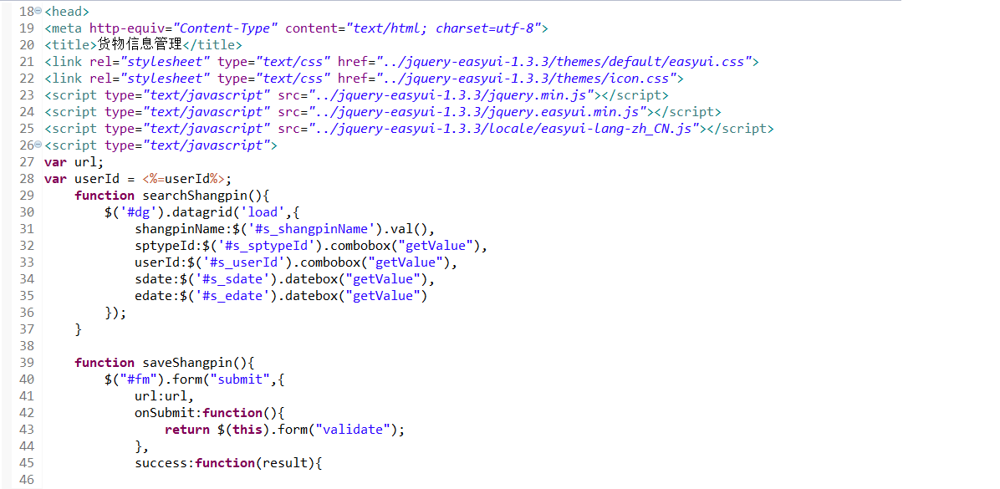 18 <head>
19 <meta http-equiv="Content-Type" content="text/html; charset=utf-8">
20 <title>货物信息管理</title>
21 <link rel="stylesheet" type="text/css" href="../jquery-easyui-1.3.3/themes/default/easyui.css">
22 <link rel="stylesheet" type="text/css" href="../jquery-easyui-1.3.3/themes/icon.css">
23 <script type="text/javascript" src="../jquery-easyui-1.3.3/jquery.min.js"></script>
24 <script type="text/javascript" src="../jquery-easyui-1.3.3/jquery.easyui.min.js"></script>
25 <script type="text/javascript" src="../jquery-easyui-1.3.3/locale/easyui-lang-zh_CN.js"></script>
26 <script type="text/javascript">
27 var url;
28 var userId = <%=userId%>;
29     function searchShangpin(){
30         $('#dg').datagrid('load',{
31             shangpinName:$('#s_shangpinName').val(),
32             sptypeId:$('#s_sptypeId').combobox("getValue"),
33             userId:$('#s_userId').combobox("getValue"),
34             sdate:$('#s_sdate').datebox("getValue"),
35             edate:$('#s_edate').datebox("getValue")
36         });
37     }
38
39     function saveShangpin(){
40         $("#fm").form("submit",{
41             url:url,
42             onSubmit:function(){
43                 return $(this).form("validate");
44             },
45             success:function(result){
46